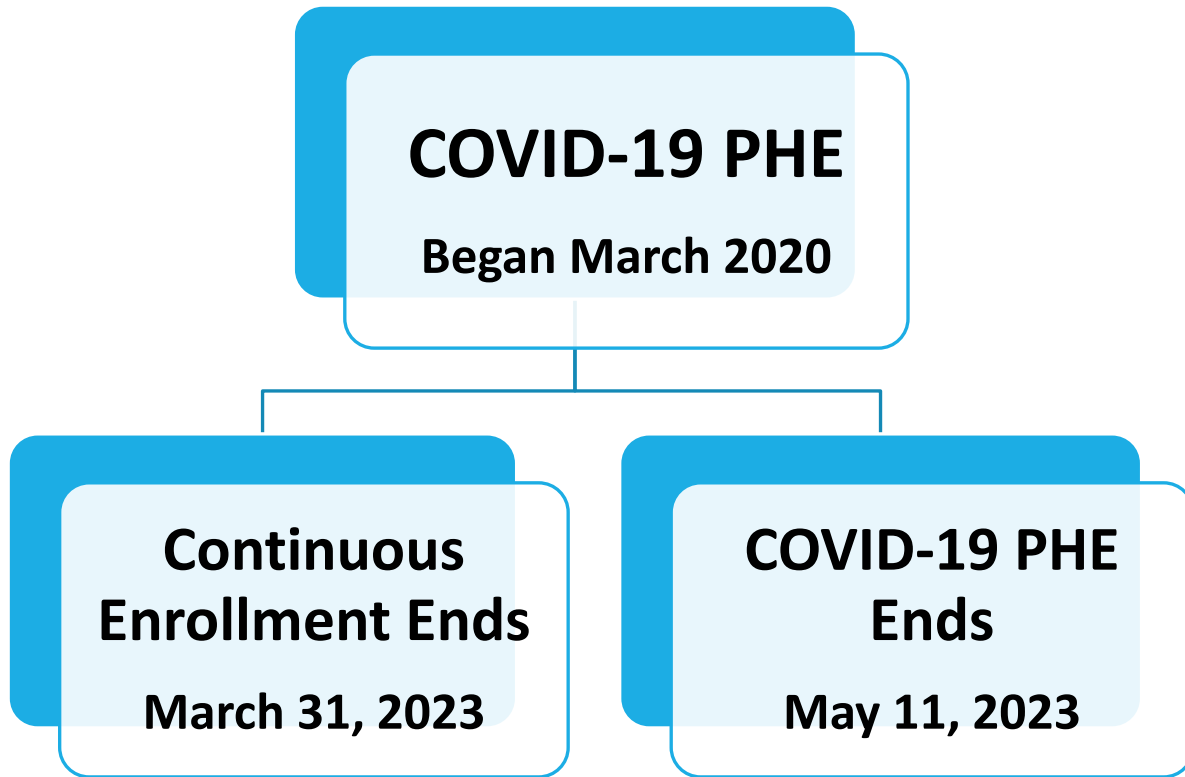 COVID-19 PHE
Began March 2020
Continuous
Enrollment Ends
March 31, 2023
COVID-19 PHE
Ends
May 11, 2023